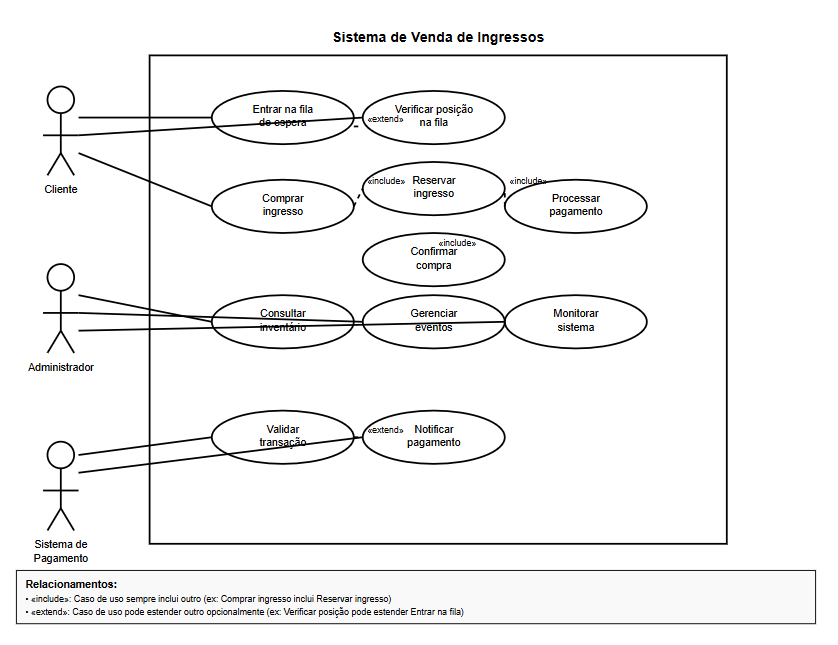 Sistema de Venda de Ingressos
Entrar na fila
de espera
«extend»
Verificar posição
na fila
Cliente
Comprar
ingresso
«include»
Reservar
ingresso
«include»
Processar
pagamento
«include»
Confirmar
compra
Administrador
Consultar
inventário
Gerenciar
eventos
Monitorar
sistema
Validar
transação
«extend»
Notificar
pagamento
Sistema de
Pagamento
Relacionamentos:
• «include»: Caso de uso sempre inclui outro (ex: Comprar ingresso inclui Reservar ingresso)
• «extend»: Caso de uso pode estender outro opcionalmente (ex: Verificar posição pode estender Entrar na fila)